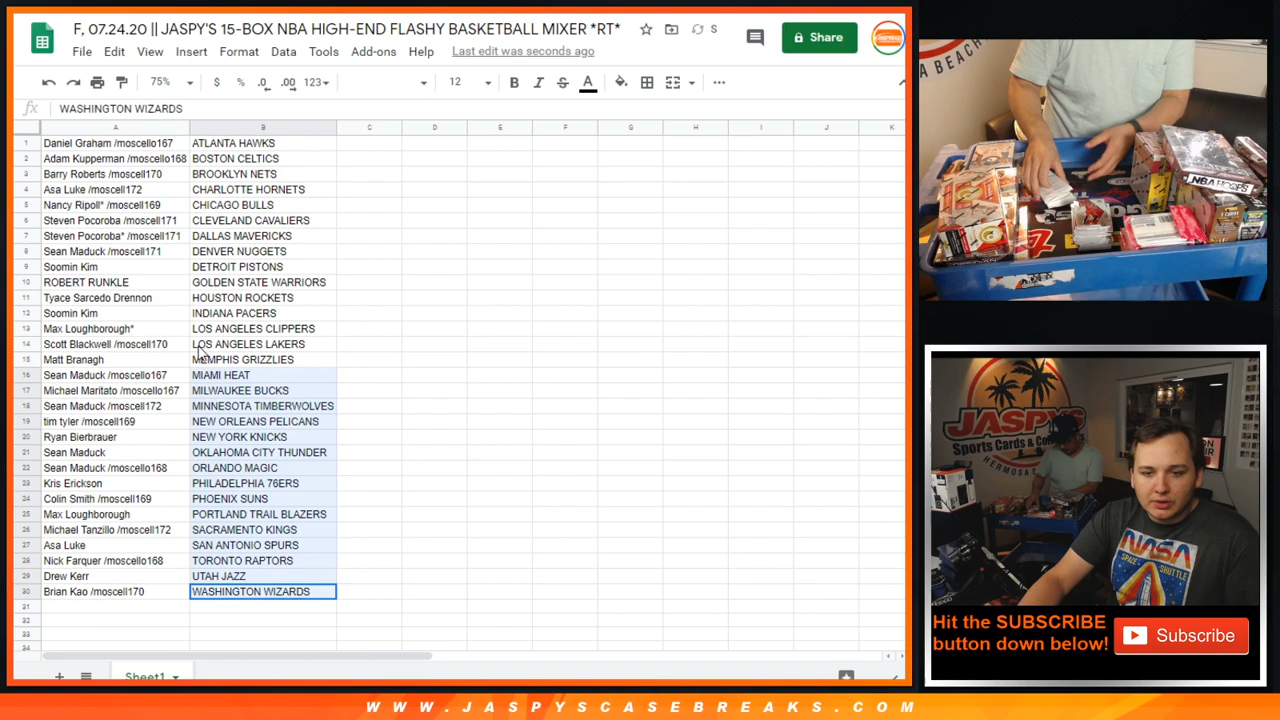 F, 07.24.20 || JASPY'S 15-BOX NBA HIGH-END FLASHY BASKETBALL MIXER *RT*
S
Share
File Edit View Insert Format Data Tools Add-ons Help Last edit was seconds ago
75% $ % .0 .00 123 12 B I S A
fx WASHINGTON WIZARDS
A B C D E F G H I J K
1 Daniel Graham /moscello167 ATLANTA HAWKS
2 Adam Kupperman /moscello168 BOSTON CELTICS
3 Barry Roberts /moscell170 BROOKLYN NETS
4 Asa Luke /moscell172 CHARLOTTE HORNETS
5 Nancy Ripoll* /moscell169 CHICAGO BULLS
6 Steven Pocoroba /moscell171 CLEVELAND CAVALIERS
7 Steven Pocoroba* /moscell171 DALLAS MAVERICKS
8 Sean Maduck /moscell171 DENVER NUGGETS
9 Soomin Kim DETROIT PISTONS
10 ROBERT RUNKLE GOLDEN STATE WARRIORS
11 Tyace Sarcedo Drennon HOUSTON ROCKETS
12 Soomin Kim INDIANA PACERS
13 Max Loughborough* LOS ANGELES CLIPPERS
14 Scott Blackwell /moscell170 LOS ANGELES LAKERS
15 Matt Branagh MEMPHIS GRIZZLIES
16 Sean Maduck /moscello167 MIAMI HEAT
17 Michael Maritato /moscello167 MILWAUKEE BUCKS
18 Sean Maduck /moscell172 MINNESOTA TIMBERWOLVES
19 tim tyler /moscell169 NEW ORLEANS PELICANS
20 Ryan Bierbrauer NEW YORK KNICKS
21 Sean Maduck OKLAHOMA CITY THUNDER
22 Sean Maduck /moscello168 ORLANDO MAGIC
23 Kris Erickson PHILADELPHIA 76ERS
24 Colin Smith /moscell169 PHOENIX SUNS
25 Max Loughborough PORTLAND TRAIL BLAZERS
26 Michael Tanzillo /moscell172 SACRAMENTO KINGS
27 Asa Luke SAN ANTONIO SPURS
28 Nick Farquer /moscello168 TORONTO RAPTORS
29 Drew Kerr UTAH JAZZ
30 Brian Kao /moscell170 WASHINGTON WIZARDS
31
32
33
34
Sheet1
NBA HOOPS
JASPY'S
Sports Cards &
HERMOSA
NASA
SPACE SHUTTLE
Hit the SUBSCRIBE
button down below!
Subscribe
WWW.JASPYSCASEBREAKS.COM